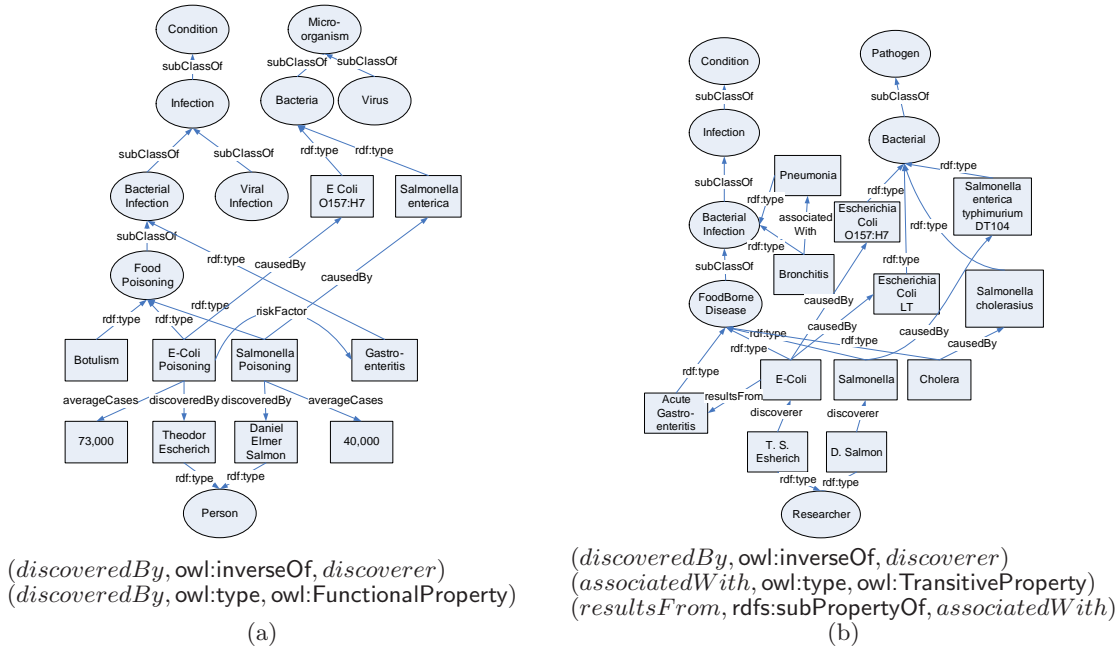 Condition
Micro-
organism
subClassOf
subClassOf
subClassOf
Infection
Bacteria
Virus
subClassOf
subClassOf
rdf:type
rdf:type
Bacterial
Infection
Viral
Infection
E Coli
O157:H7
Salmonella
enterica
subClassOf
rdf:type
causedBy
causedBy
Food
Poisoning
rdf:type
rdf:type
rdf:type
riskFactor
Botulism
E-Coli
Poisoning
Salmonella
Poisoning
Gastro-
enteritis
averageCases
discoveredBy
discoveredBy
averageCases
73,000
Theodor
Escherich
Daniel
Elmer
Salmon
40,000
rdf:type
rdf:type
Person
(discoveredBy, owl:inverseOf, discoverer)
(discoveredBy, owl:type, owl:FunctionalProperty)
(a)
Condition
Pathogen
subClassOf
subClassOf
Infection
Bacterial
subClassOf
rdf:type
Pneumonia
rdf:type
rdf:type
Salmonella
enterica
typhimurium
DT104
Bacterial
Infection
associated
With
Escherichia
Coli
O157:H7
rdf:type
rdf:type
rdf:type
subClassOf
Bronchitis
Escherichia
Coli
LT
Salmonella
cholerasius
FoodBorne
Disease
causedBy
causedBy
causedBy
causedBy
rdf:type
rdf:type
rdf:type
rdf:type
E-Coli
Salmonella
Cholera
resultsFrom
Acute
Gastro-
enteritis
discoverer
discoverer
T. S.
Esherich
D. Salmon
rdf:type
rdf:type
Researcher
(discoveredBy, owl:inverseOf, discoverer)
(associatedWith, owl:type, owl:TransitiveProperty)
(resultsFrom, rdfs:subPropertyOf, associatedWith)
(b)